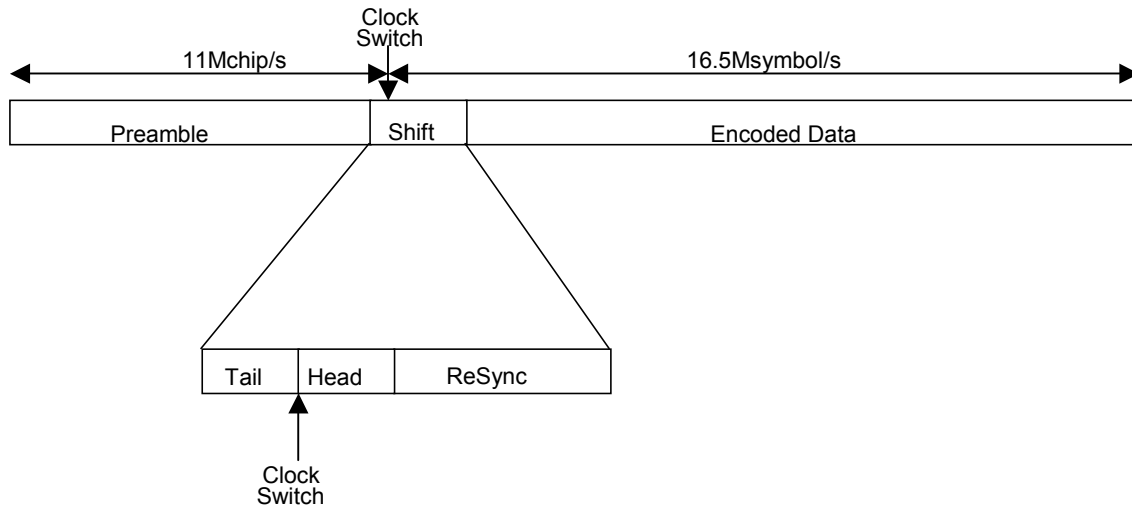 Clock
Switch
11Mchip/s
16.5Msymbol/s
Preamble
Shift
Encoded Data
Tail
Head
ReSync
Clock
Switch